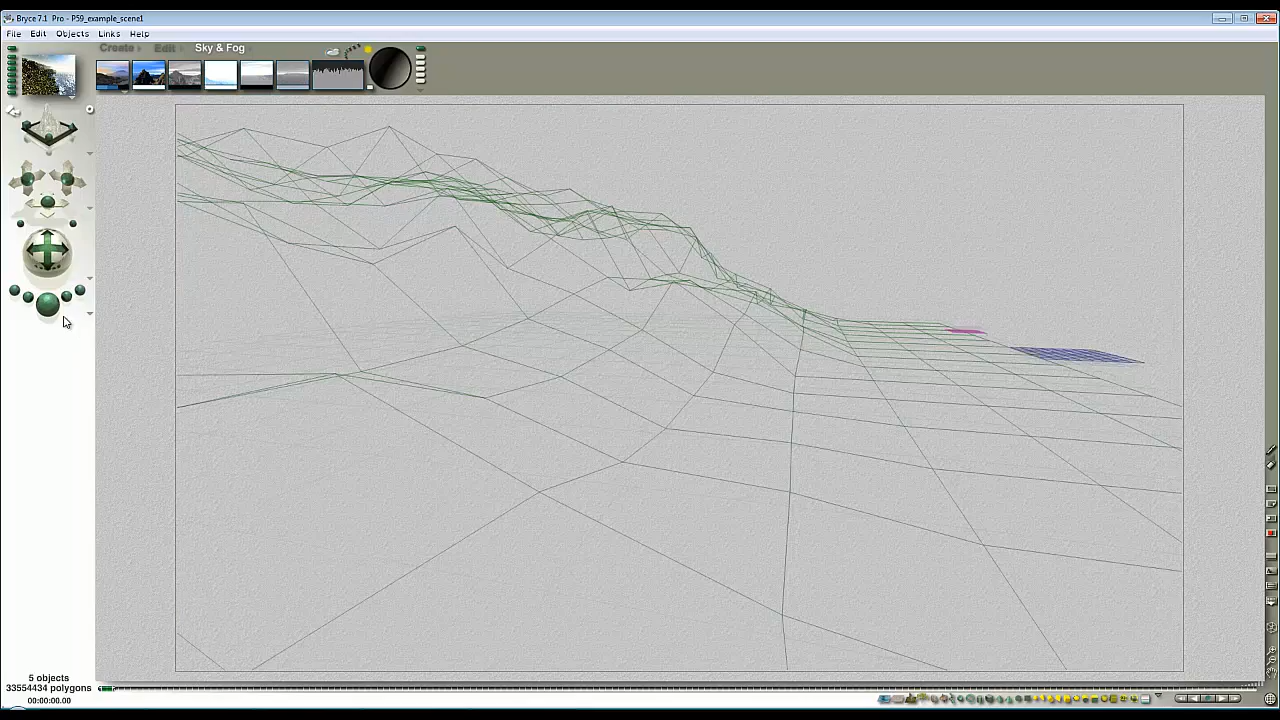 Bryce 7.1 Pro - P59_example_scene1
File Edit Objects Links Help
Create Edit Sky & Fog
5 objects
33554434 polygons
00:00:00.00